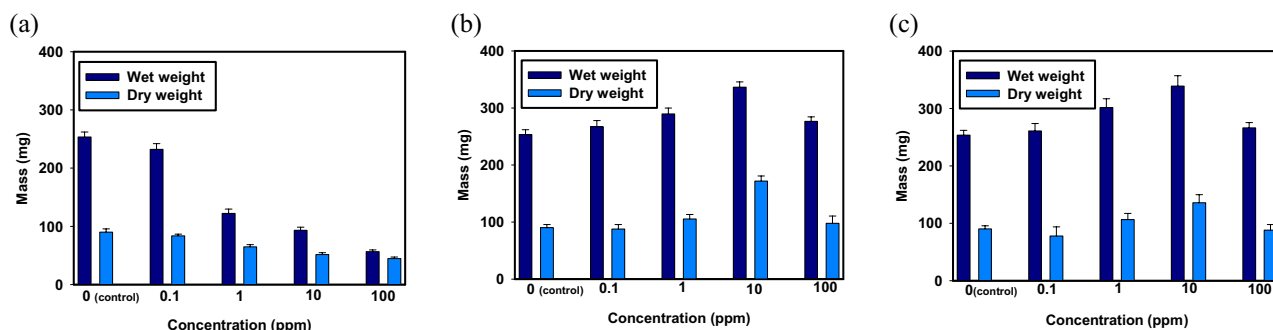 (a)
400
300
200
100
0
Mass (mg)
Wet weight
Dry weight
0 (control) 0.1 1 10 100
Concentration (ppm)
(b)
400
300
200
100
0
Mass (mg)
Wet weight
Dry weight
0 (control) 0.1 1 10 100
Concentration (ppm)
(c)
400
300
200
100
0
Mass (mg)
Wet weight
Dry weight
0(control) 0.1 1 10 100
Concentration (ppm)